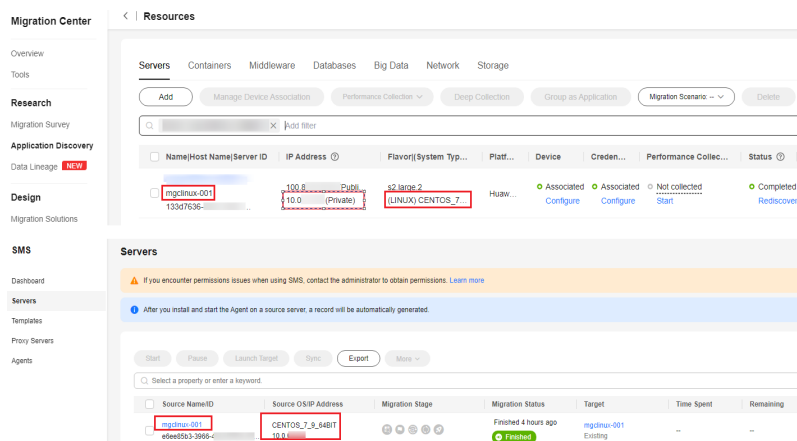 Migration Center
Overview
Tools
Research
Migration Survey
Application Discovery
Data Lineage NEW
Design
Migration Solutions
< | Resources
Servers Containers Middleware Databases Big Data Network Storage
Add Manage Device Association Performance Collection Deep Collection Group as Application Migration Scenario: -- Delete
× Add filter
Name|Host Name|Server ID IP Address Flavor|(System Typ... Platf... Device Creden... Performance Collec... Status
100.8 Publi... s2.large.2 Associated Associated Not collected Completed
mgclinux-001 10.0 (Private) (LINUX) CENTOS_7... Huaw... Configure Configure Start Rediscover
133d7636- ...
SMS
Dashboard
Servers
Templates
Proxy Servers
Agents
Servers
If you encounter permissions issues when using SMS, contact the administrator to obtain permissions. Learn more
After you install and start the Agent on a source server, a record will be automatically generated.
Start Pause Launch Target Sync Export More
Select a property or enter a keyword.
Source Name/ID Source OS/IP Address Migration Stage Migration Status Target Time Spent Remaining
mgclinux-001 CENTOS_7_9_64BIT Finished 4 hours ago mgclinux-001 -- --
e6ee85b3-3966-4 10.0 Finished Existing